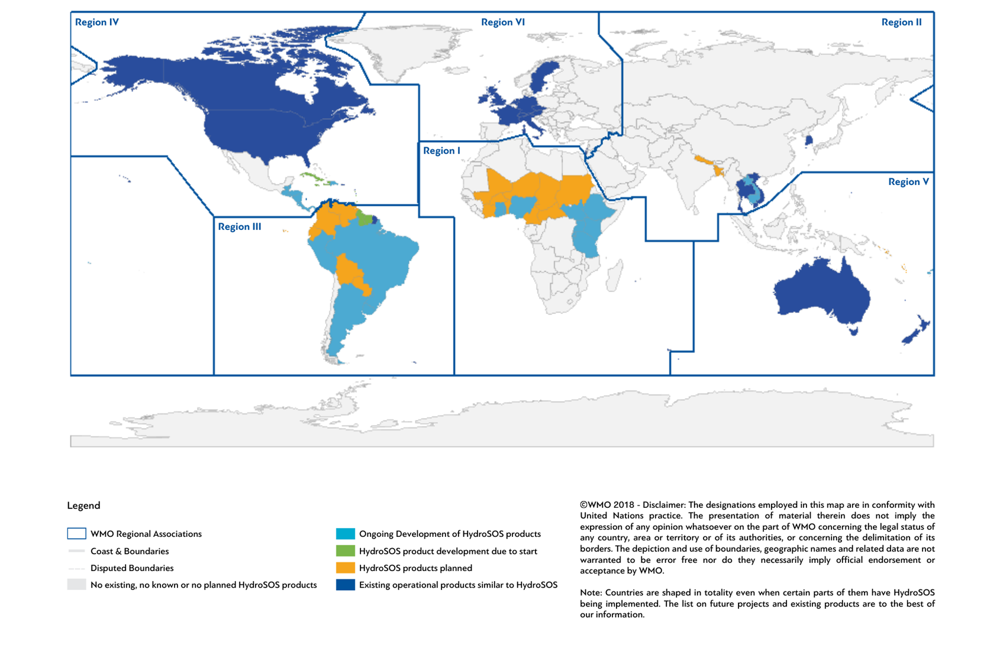 Region IV
Region VI
Region II
Region I
Region V
Region III
Legend
WMO Regional Associations
Coast & Boundaries
Disputed Boundaries
No existing, no known or no planned HydroSOS products
Ongoing Development of HydroSOS products
HydroSOS product development due to start
HydroSOS products planned
Existing operational products similar to HydroSOS
©WMO 2018 - Disclaimer: The designations employed in this map are in conformity with
United Nations practice. The presentation of material therein does not imply the
expression of any opinion whatsoever on the part of WMO concerning the legal status of
any country, area or territory or of its authorities, or concerning the delimitation of its
borders. The depiction and use of boundaries, geographic names and related data are not
warranted to be error free nor do they necessarily imply official endorsement or
acceptance by WMO.
Note: Countries are shaped in totality even when certain parts of them have HydroSOS
being implemented. The list on future projects and existing products are to the best of
our information.